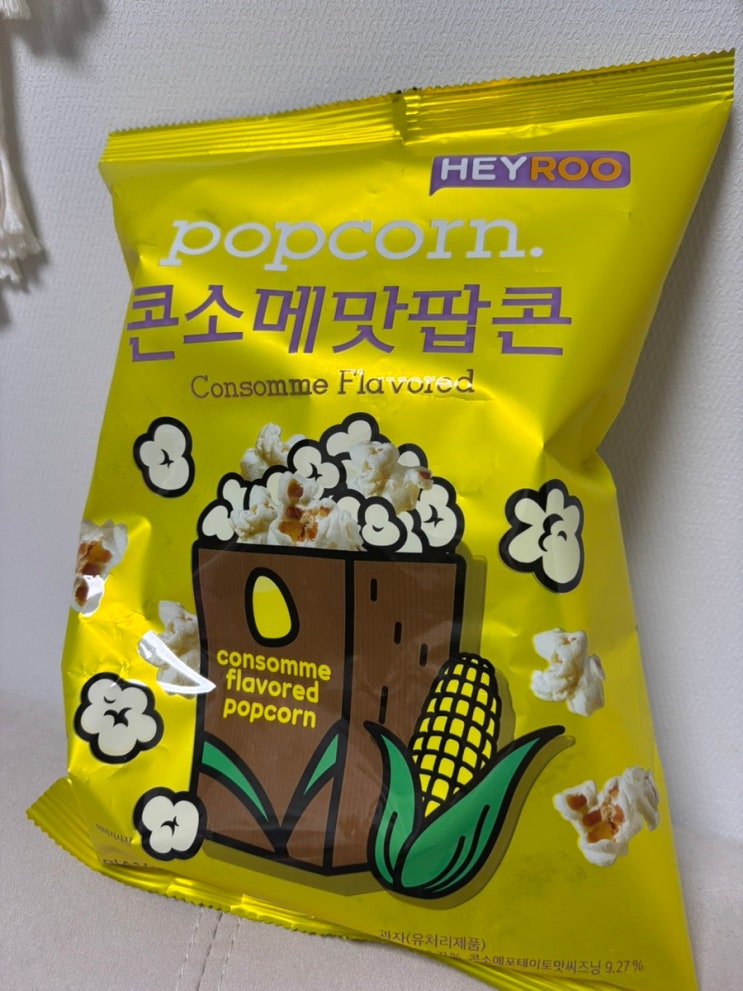 HEYROO
popcorn.
콘소메맛팝콘
Consomme Flavored
consomme
flavored
popcorn
과자(유처리제품)
콘소메포테이토맛씨즈닝 9.27%